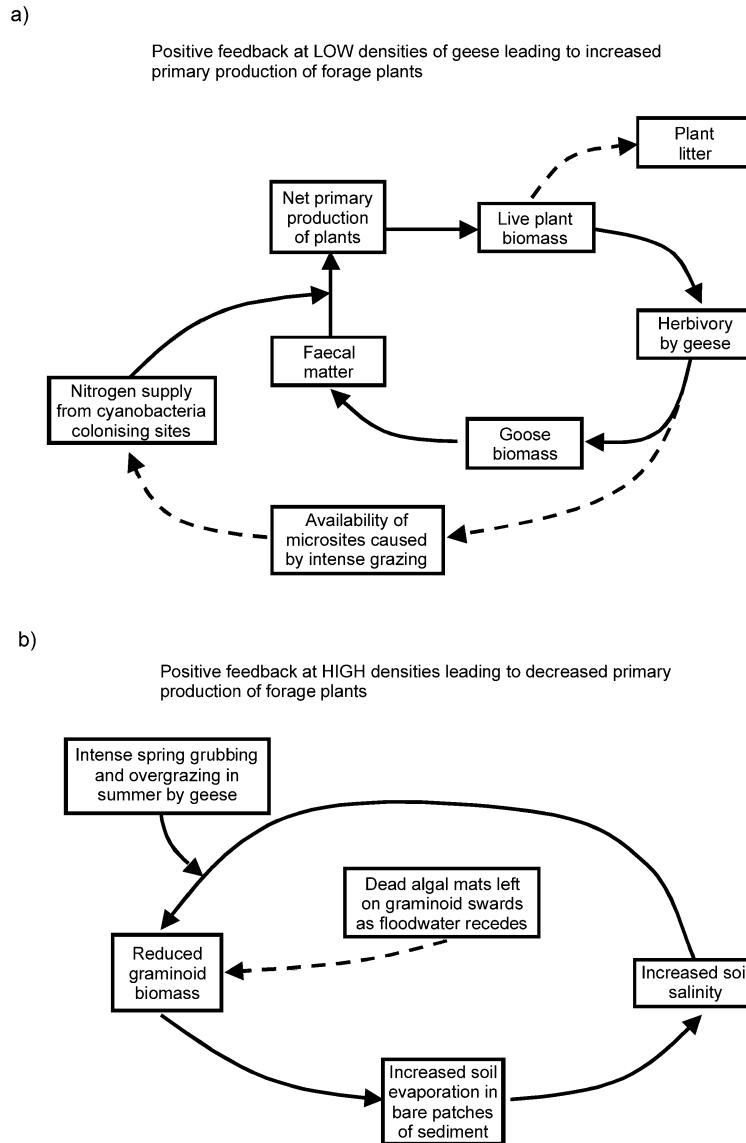 a)
Positive feedback at LOW densities of geese leading to increased
primary production of forage plants
Plant
litter
Net primary
production
of plants
Live plant
biomass
Herbivory
by geese
Faecal
matter
Nitrogen supply
from cyanobacteria
colonising sites
Goose
biomass
Availability of
microsites caused
by intense grazing
b)
Positive feedback at HIGH densities leading to decreased primary
production of forage plants
Intense spring grubbing
and overgrazing in
summer by geese
Dead algal mats left
on graminoid swards
as floodwater recedes
Reduced
graminoid
biomass
Increased soil
salinity
Increased soil
evaporation in
bare patches
of sediment